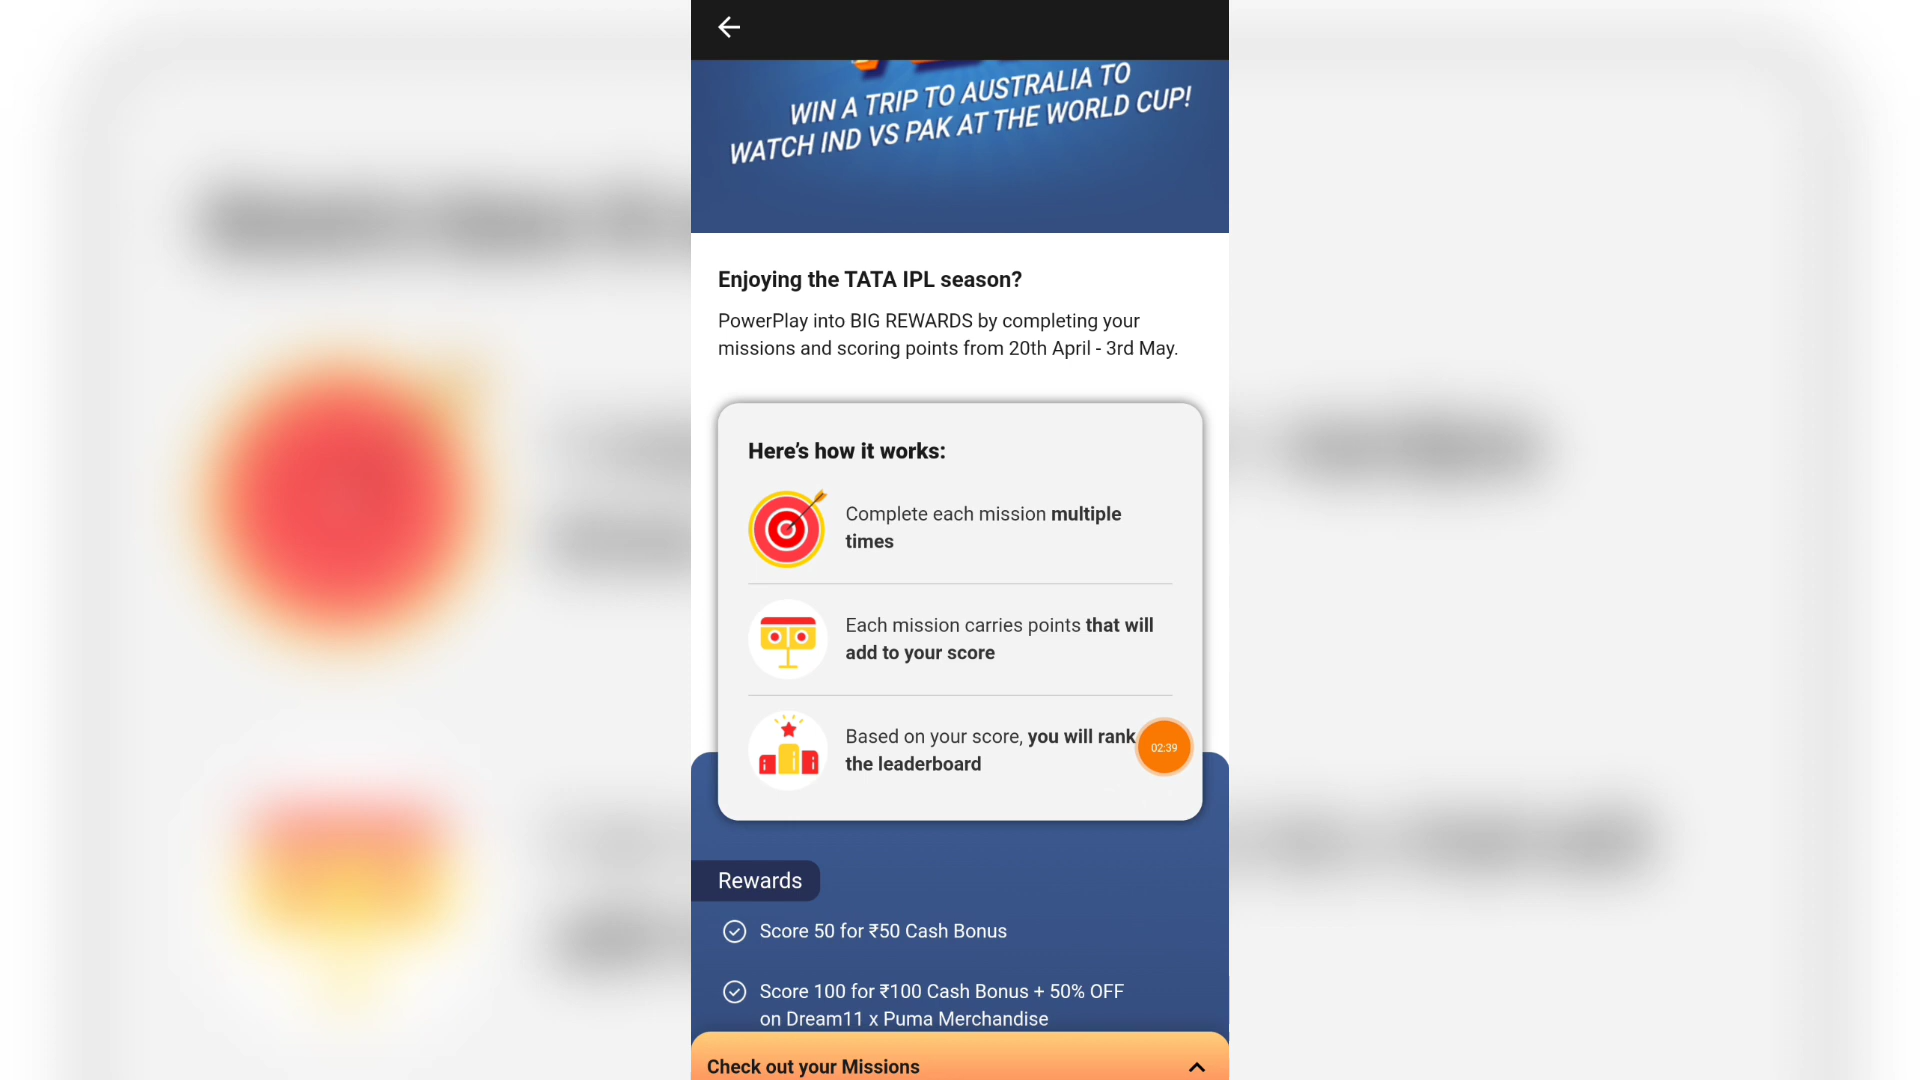 WIN A TRIP TO AUSTRALIA TO
WATCH IND VS PAK AT THE WORLD CUP!
Enjoying the TATA IPL season?
PowerPlay into BIG REWARDS by completing your
missions and scoring points from 20th April - 3rd May.
Here's how it works:
Complete each mission multiple
times
Each mission carries points that will
add to your score
Based on your score, you will rank
the leaderboard
02:39
Rewards
Score 50 for ₹50 Cash Bonus
Score 100 for ₹100 Cash Bonus + 50% OFF
on Dream11 x Puma Merchandise
Check out your Missions